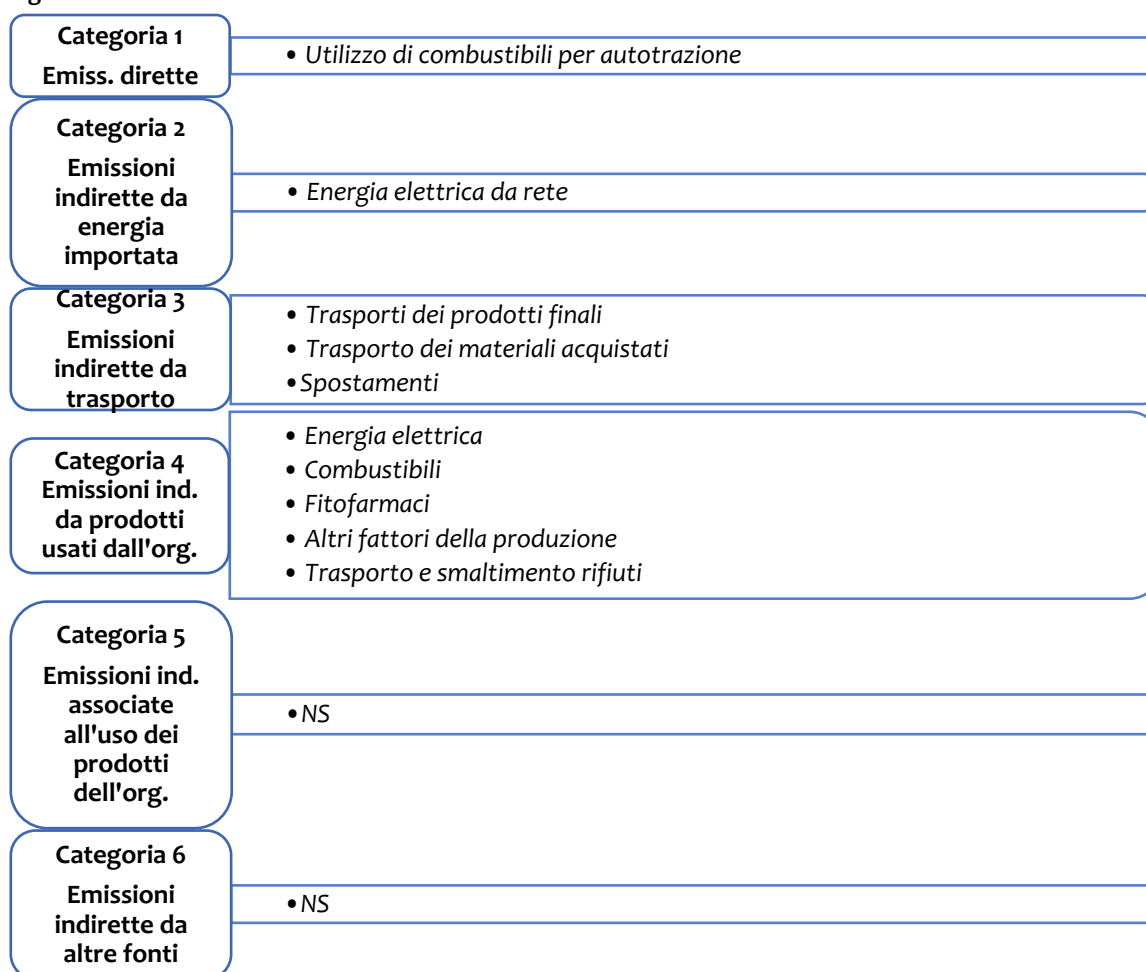 Categoria 1
Emiss. dirette
• Utilizzo di combustibili per autotrazione
Categoria 2
Emissioni
indirette da
energia
importata
• Energia elettrica da rete
Categoria 3
Emissioni
indirette da
trasporto
• Trasporti dei prodotti finali
• Trasporto dei materiali acquistati
•Spostamenti
Categoria 4
Emissioni ind.
da prodotti
usati dall'org.
• Energia elettrica
• Combustibili
• Fitofarmaci
• Altri fattori della produzione
• Trasporto e smaltimento rifiuti
Categoria 5
Emissioni ind.
associate
all'uso dei
prodotti
dell'org.
•NS
Categoria 6
Emissioni
indirette da
altre fonti
•NS